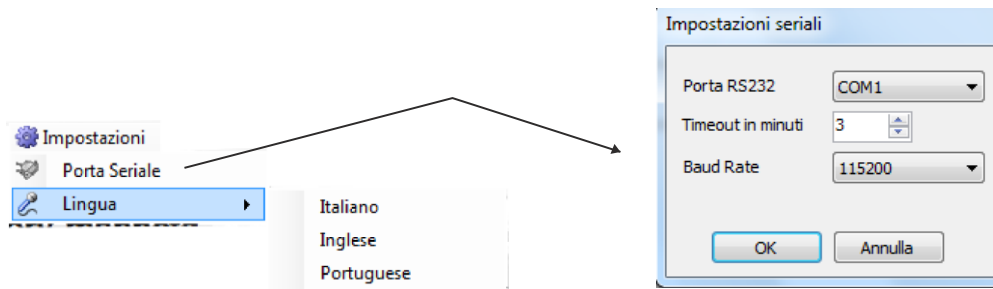 Impostazioni
Porta Seriale
Lingua
Italiano
Inglese
Portuguese
Impostazioni seriali
Porta RS232 COM1
Timeout in minuti 3
Baud Rate 115200
OK Annulla